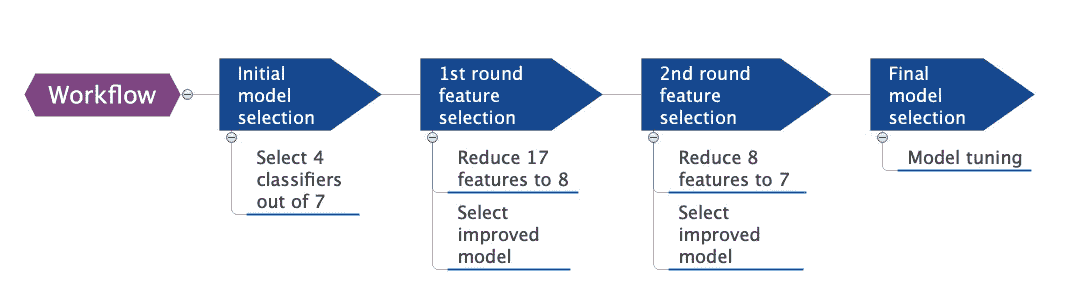 Workflow
Initial
model
selection
Select 4
classifiers
out of 7
1st round
feature
selection
Reduce 17
features to 8
Select
improved
model
2nd round
feature
selection
Reduce 8
features to 7
Select
improved
model
Final
model
selection
Model tuning